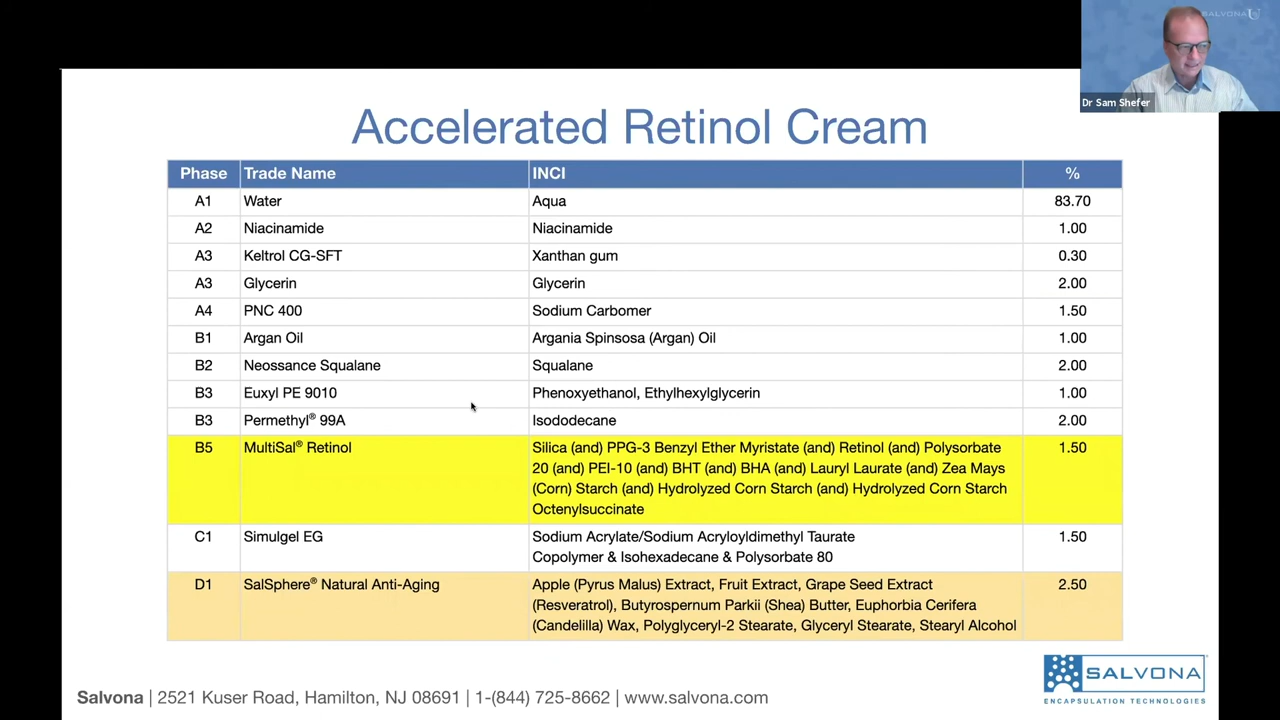 SALVONA U
Dr Sam Shefer
Accelerated Retinol Cream
Phase Trade Name INCI %
A1 Water Aqua 83.70
A2 Niacinamide Niacinamide 1.00
A3 Keltrol CG-SFT Xanthan gum 0.30
A3 Glycerin Glycerin 2.00
A4 PNC 400 Sodium Carbomer 1.50
B1 Argan Oil Argania Spinsosa (Argan) Oil 1.00
B2 Neossance Squalane Squalane 2.00
B3 Euxyl PE 9010 Phenoxyethanol, Ethylhexylglycerin 1.00
B3 Permethyl® 99A Isododecane 2.00
B5 MultiSal® Retinol Silica (and) PPG-3 Benzyl Ether Myristate (and) Retinol (and) Polysorbate 1.50
20 (and) PEI-10 (and) BHT (and) BHA (and) Lauryl Laurate (and) Zea Mays
(Corn) Starch (and) Hydrolyzed Corn Starch (and) Hydrolyzed Corn Starch
Octenylsuccinate
C1 Simulgel EG Sodium Acrylate/Sodium Acryloyldimethyl Taurate 1.50
Copolymer & Isohexadecane & Polysorbate 80
D1 SalSphere® Natural Anti-Aging Apple (Pyrus Malus) Extract, Fruit Extract, Grape Seed Extract 2.50
(Resveratrol), Butyrospernum Parkii (Shea) Butter, Euphorbia Cerifera
(Candelilla) Wax, Polyglyceryl-2 Stearate, Glyceryl Stearate, Stearyl Alcohol
SALVONA
ENCAPSULATION TECHNOLOGIES
Salvona | 2521 Kuser Road, Hamilton, NJ 08691 | 1-(844) 725-8662 | www.salvona.com